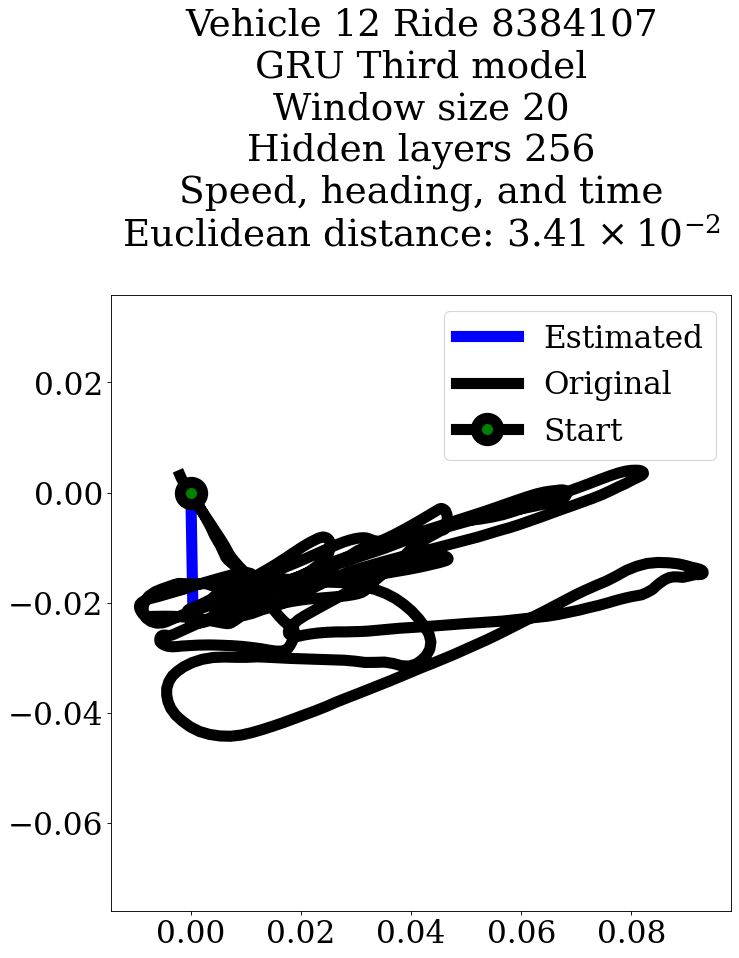 Vehicle 12 Ride 8384107
GRU Third model
Window size 20
Hidden layers 256
Speed, heading, and time
Euclidean distance: 3.41 × 10⁻²
Estimated
Original
Start
0.02
0.00
−0.02
−0.04
−0.06
0.00 0.02 0.04 0.06 0.08